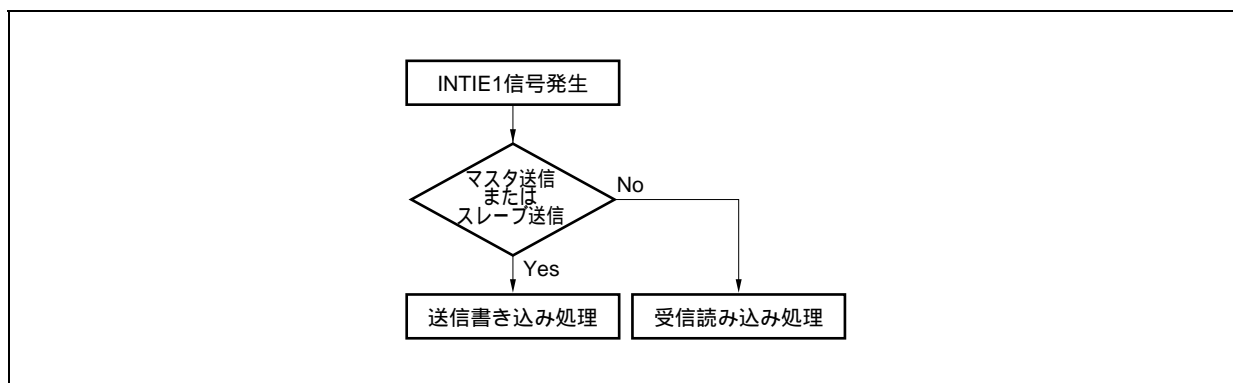 INTIE1信号発生
マスタ送信
または
スレーブ送信
No
Yes
送信書き込み処理
受信読み込み処理